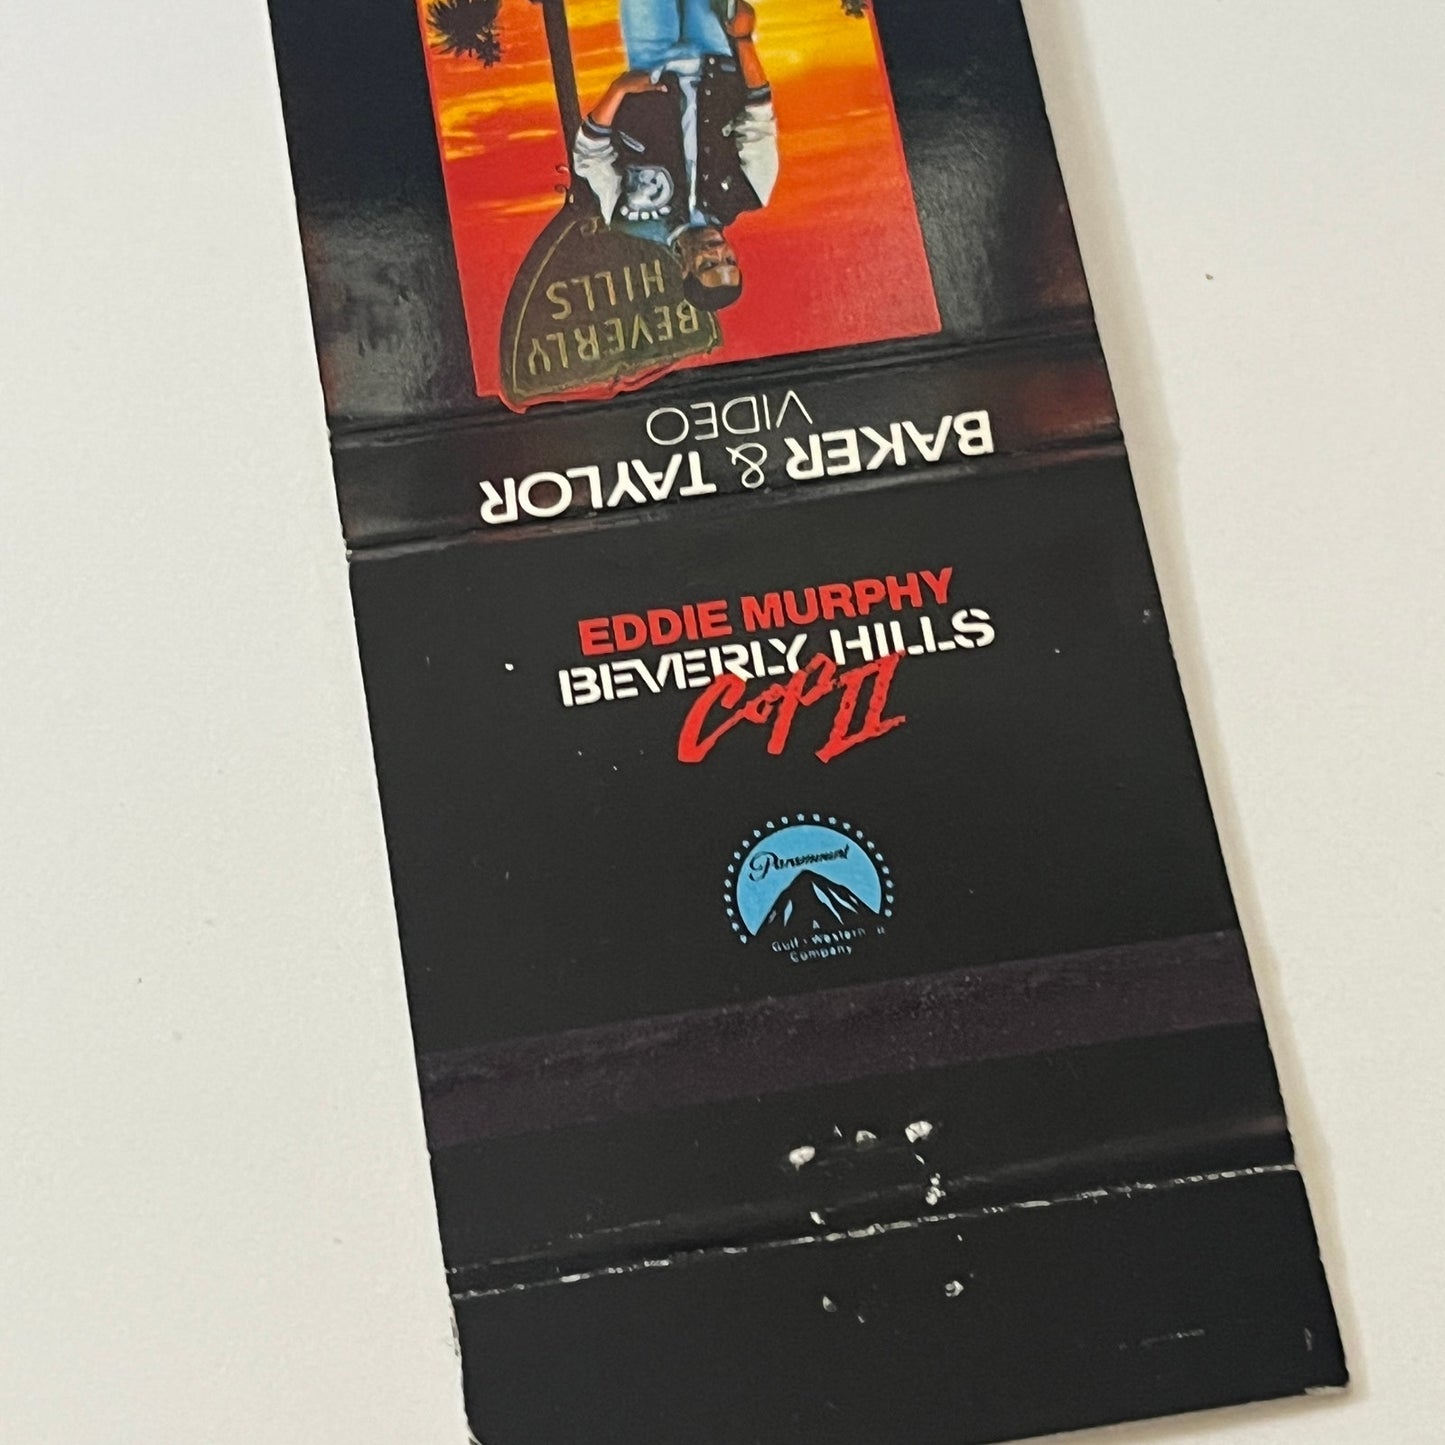 BEVERLY
HILLS
BAKER & TAYLOR
VIDEO
EDDIE MURPHY
BEVERLY HILLS
Cop II
Paramount
A
Gulf + Western
Company